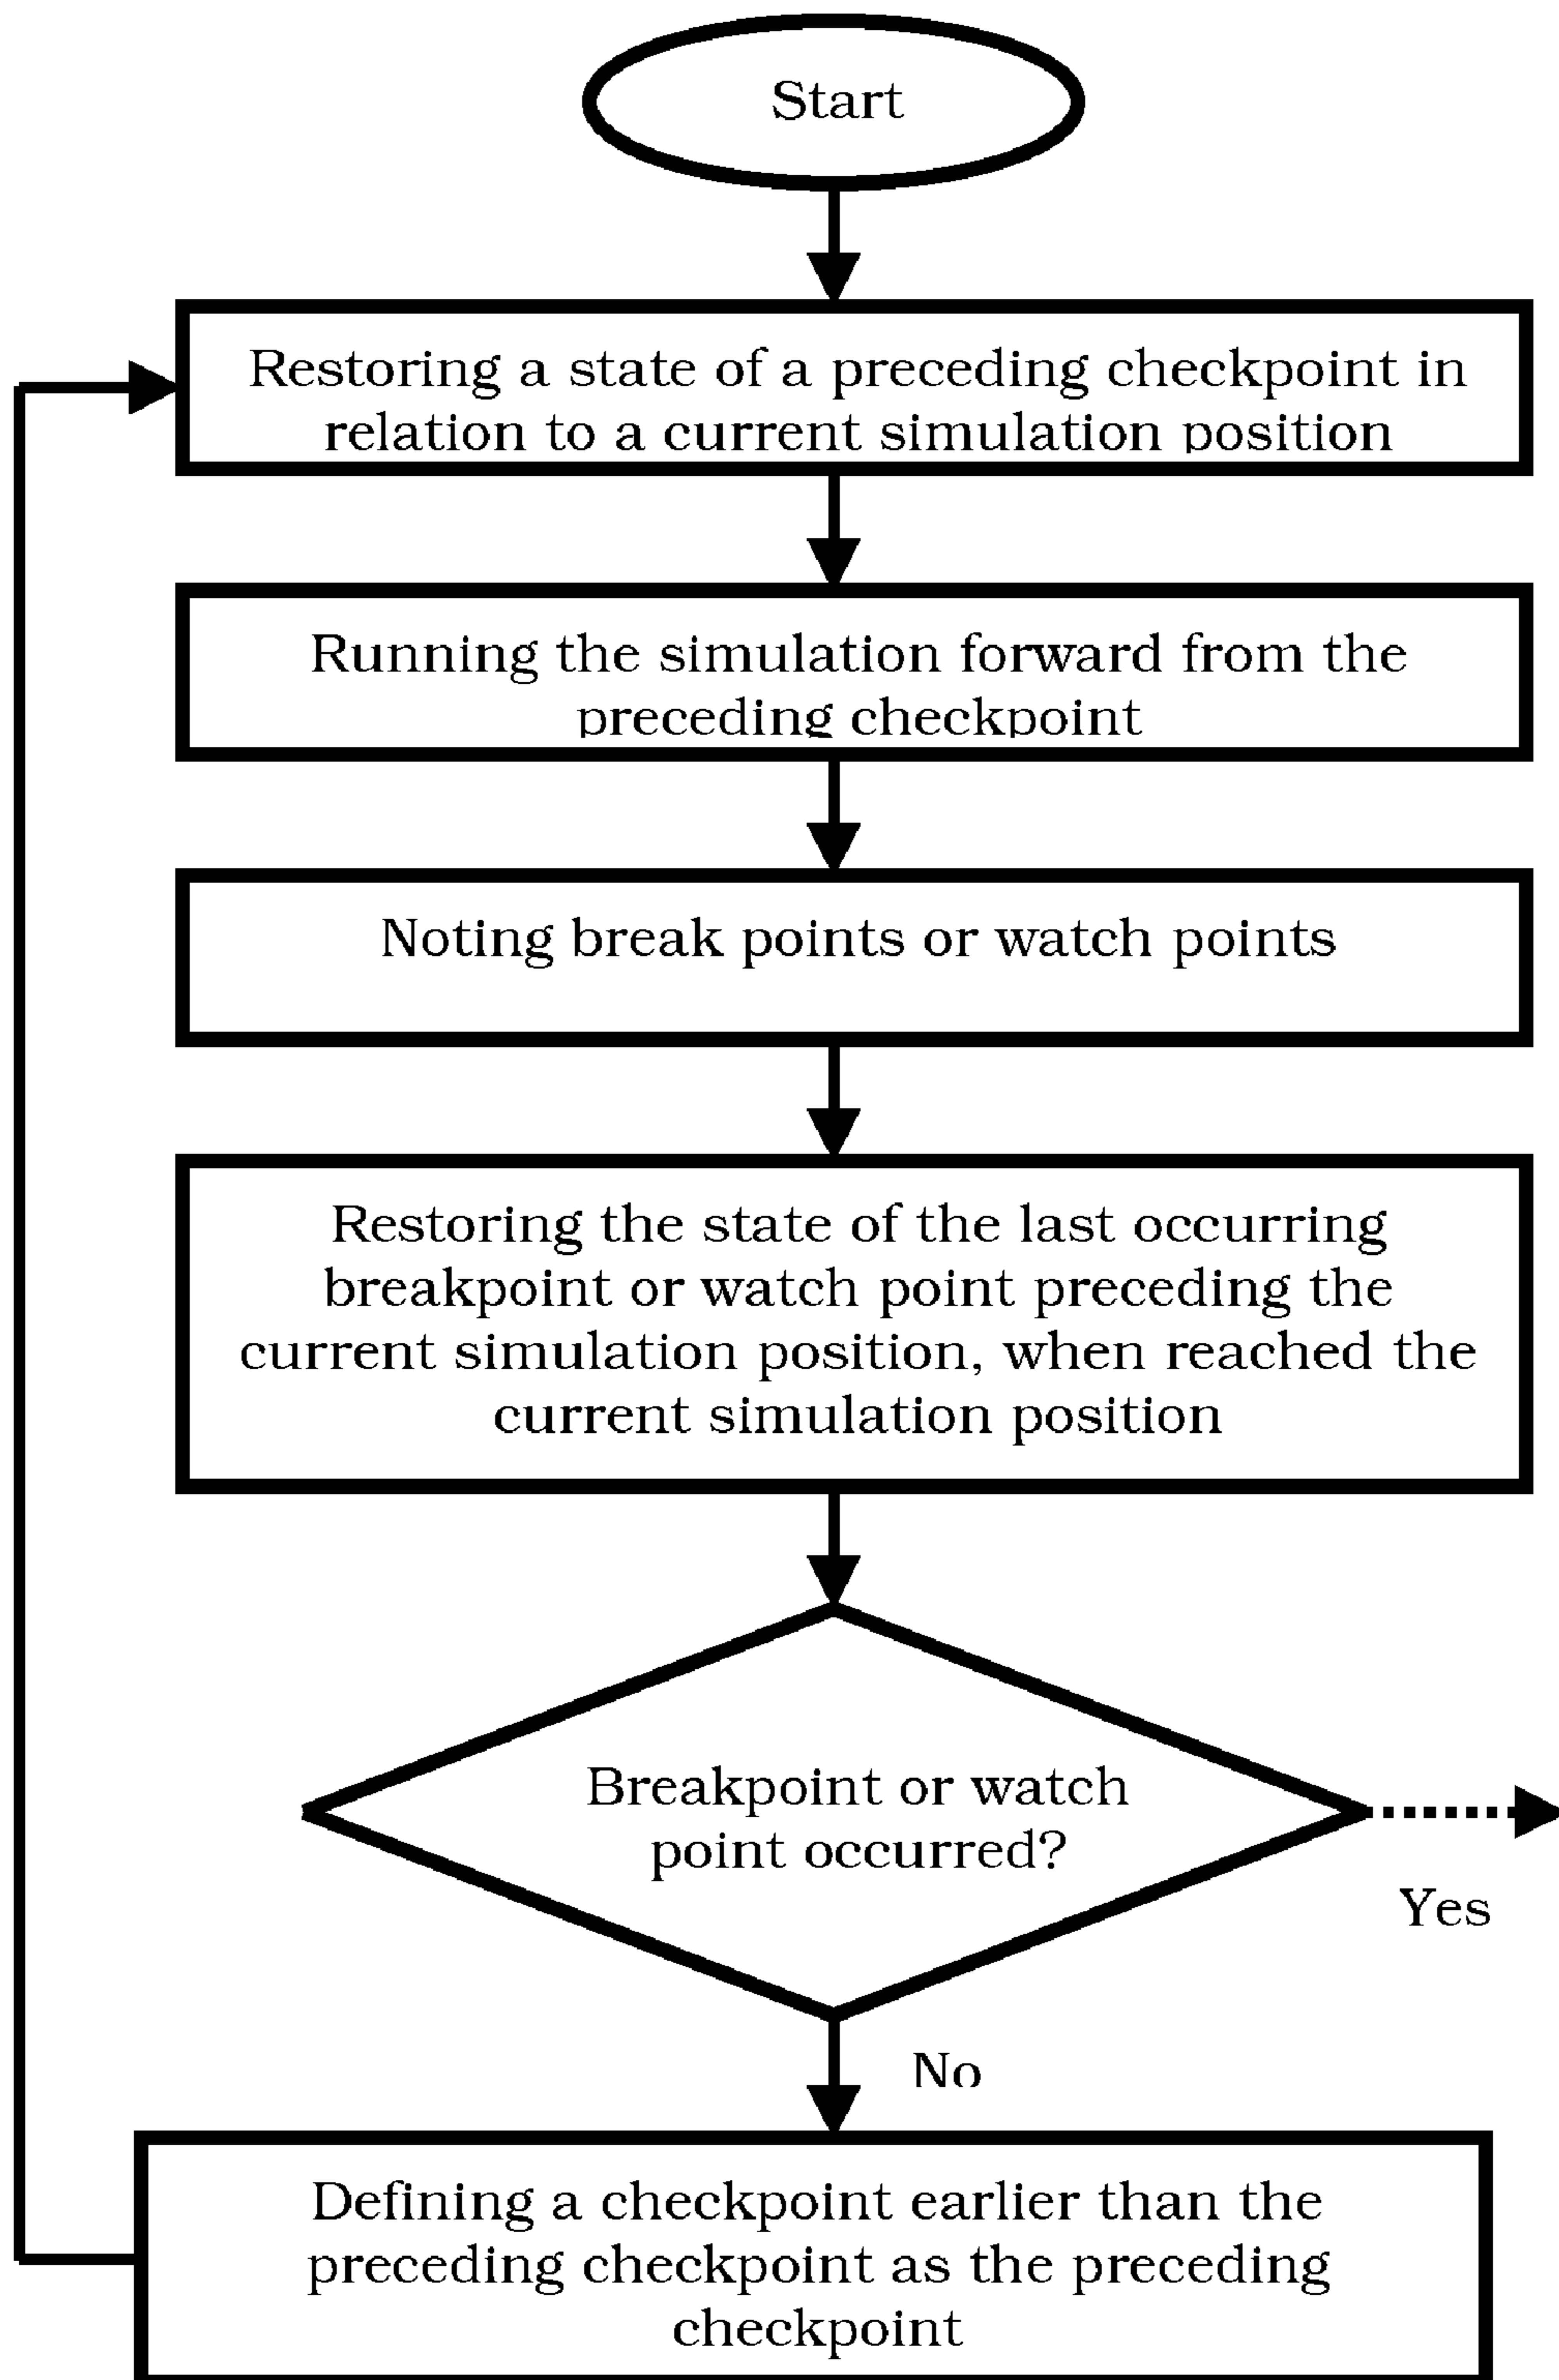 Start
Restoring a state of a preceding checkpoint in
relation to a current simulation position
Running the simulation forward from the
preceding checkpoint
Noting break points or watch points
Restoring the state of the last occurring
breakpoint or watch point preceding the
current simulation position, when reached the
current simulation position
Breakpoint or watch
point occurred?
Yes
No
Defining a checkpoint earlier than the
preceding checkpoint as the preceding
checkpoint